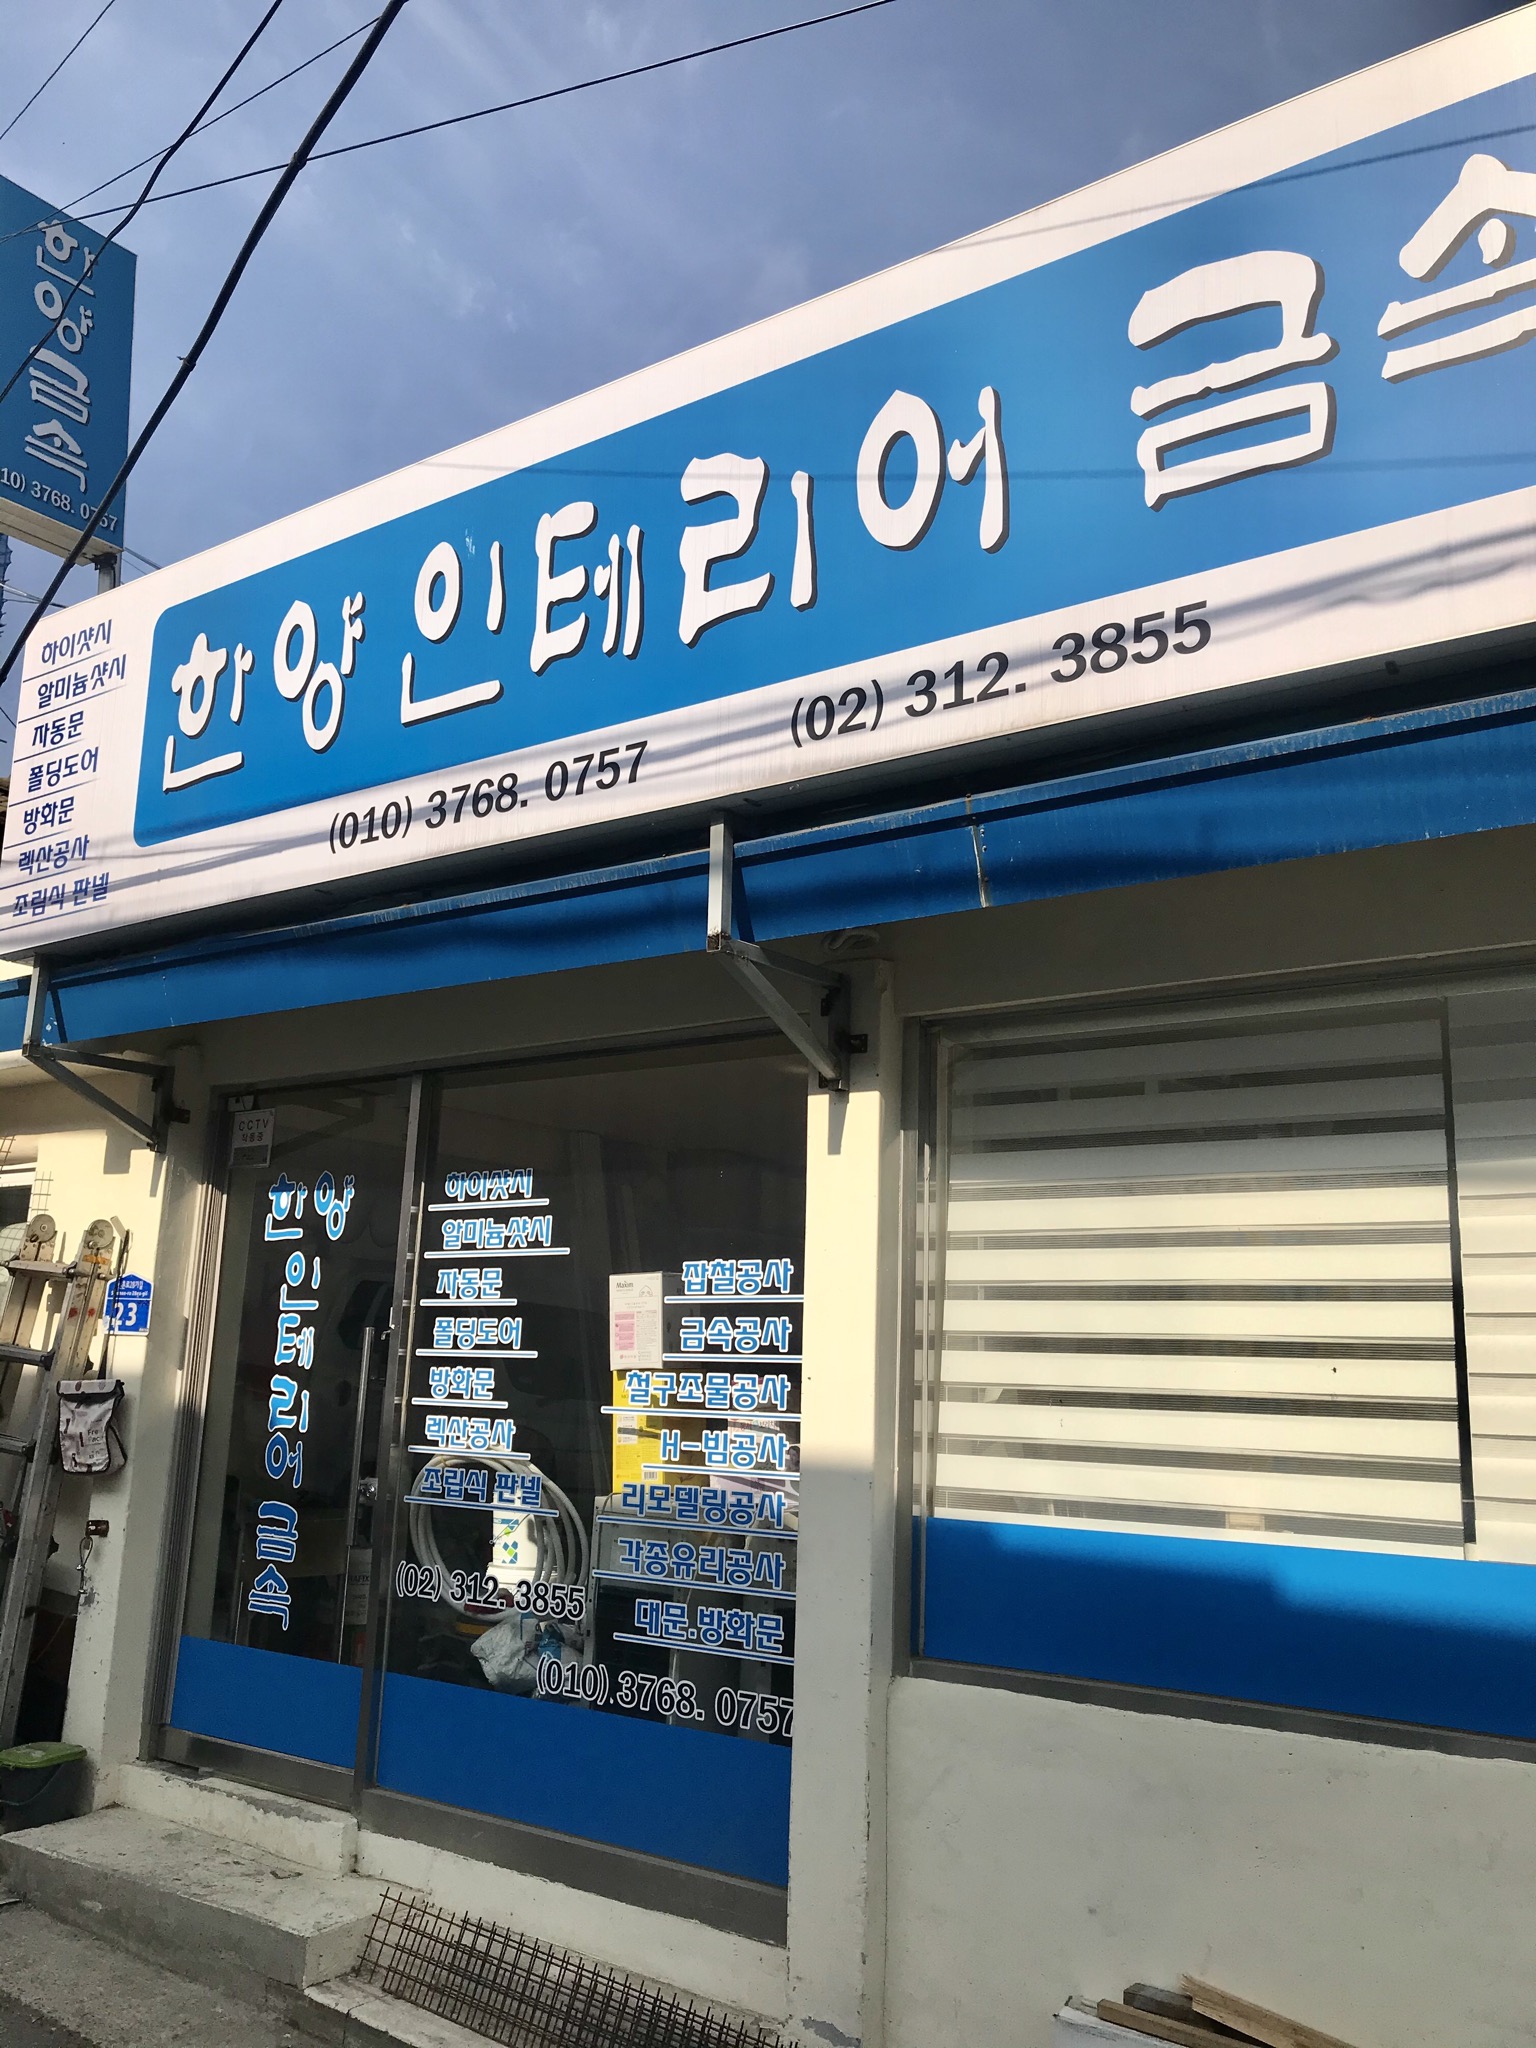 한양금속
10) 3768. 0757
하이샷시
알미늄샷시
자동문
폴딩도어
방화문
렉산공사
조림식 판넬
한양 인테리어 금속
(010) 3768. 0757
(02) 312. 3855
CCTV
작동중
한양 인테리어 금속
하이샷시
알미늄샷시
자동문
폴딩도어
방화문
렉산공사
조립식 판넬
(02) 312. 3855
잡철공사
금속공사
철구조물공사
H-빔공사
리모델링공사
각종유리공사
대문.방화문
(010) 3768. 0757
23
Maxim